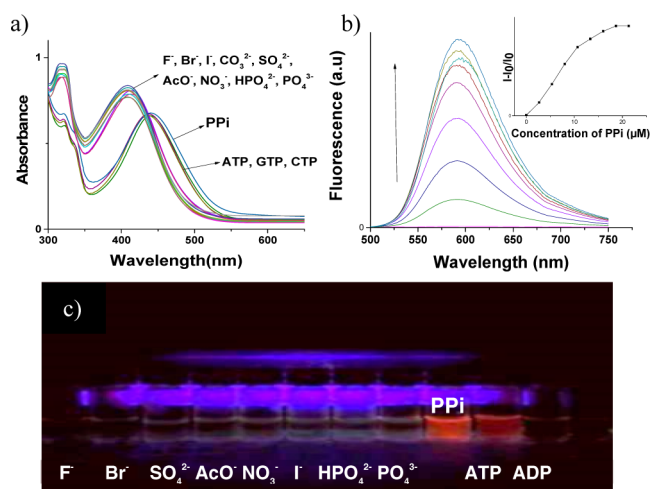 a)
1
0
Absorbance
300 400 500 600
Wavelength(nm)
F⁻, Br⁻, I⁻, CO₃²⁻, SO₄²⁻,
AcO⁻, NO₃⁻, HPO₄²⁻, PO₄³⁻
PPi
ATP, GTP, CTP
b)
Fluorescence (a.u)
0
500 550 600 650 700 750
Wavelength (nm)
I-I0/I0
0 5 10 15 20
Concentration of PPi (µM)
c)
PPi
F⁻ Br⁻ SO₄²⁻ AcO⁻ NO₃⁻ I⁻ HPO₄²⁻ PO₄³⁻ ATP ADP